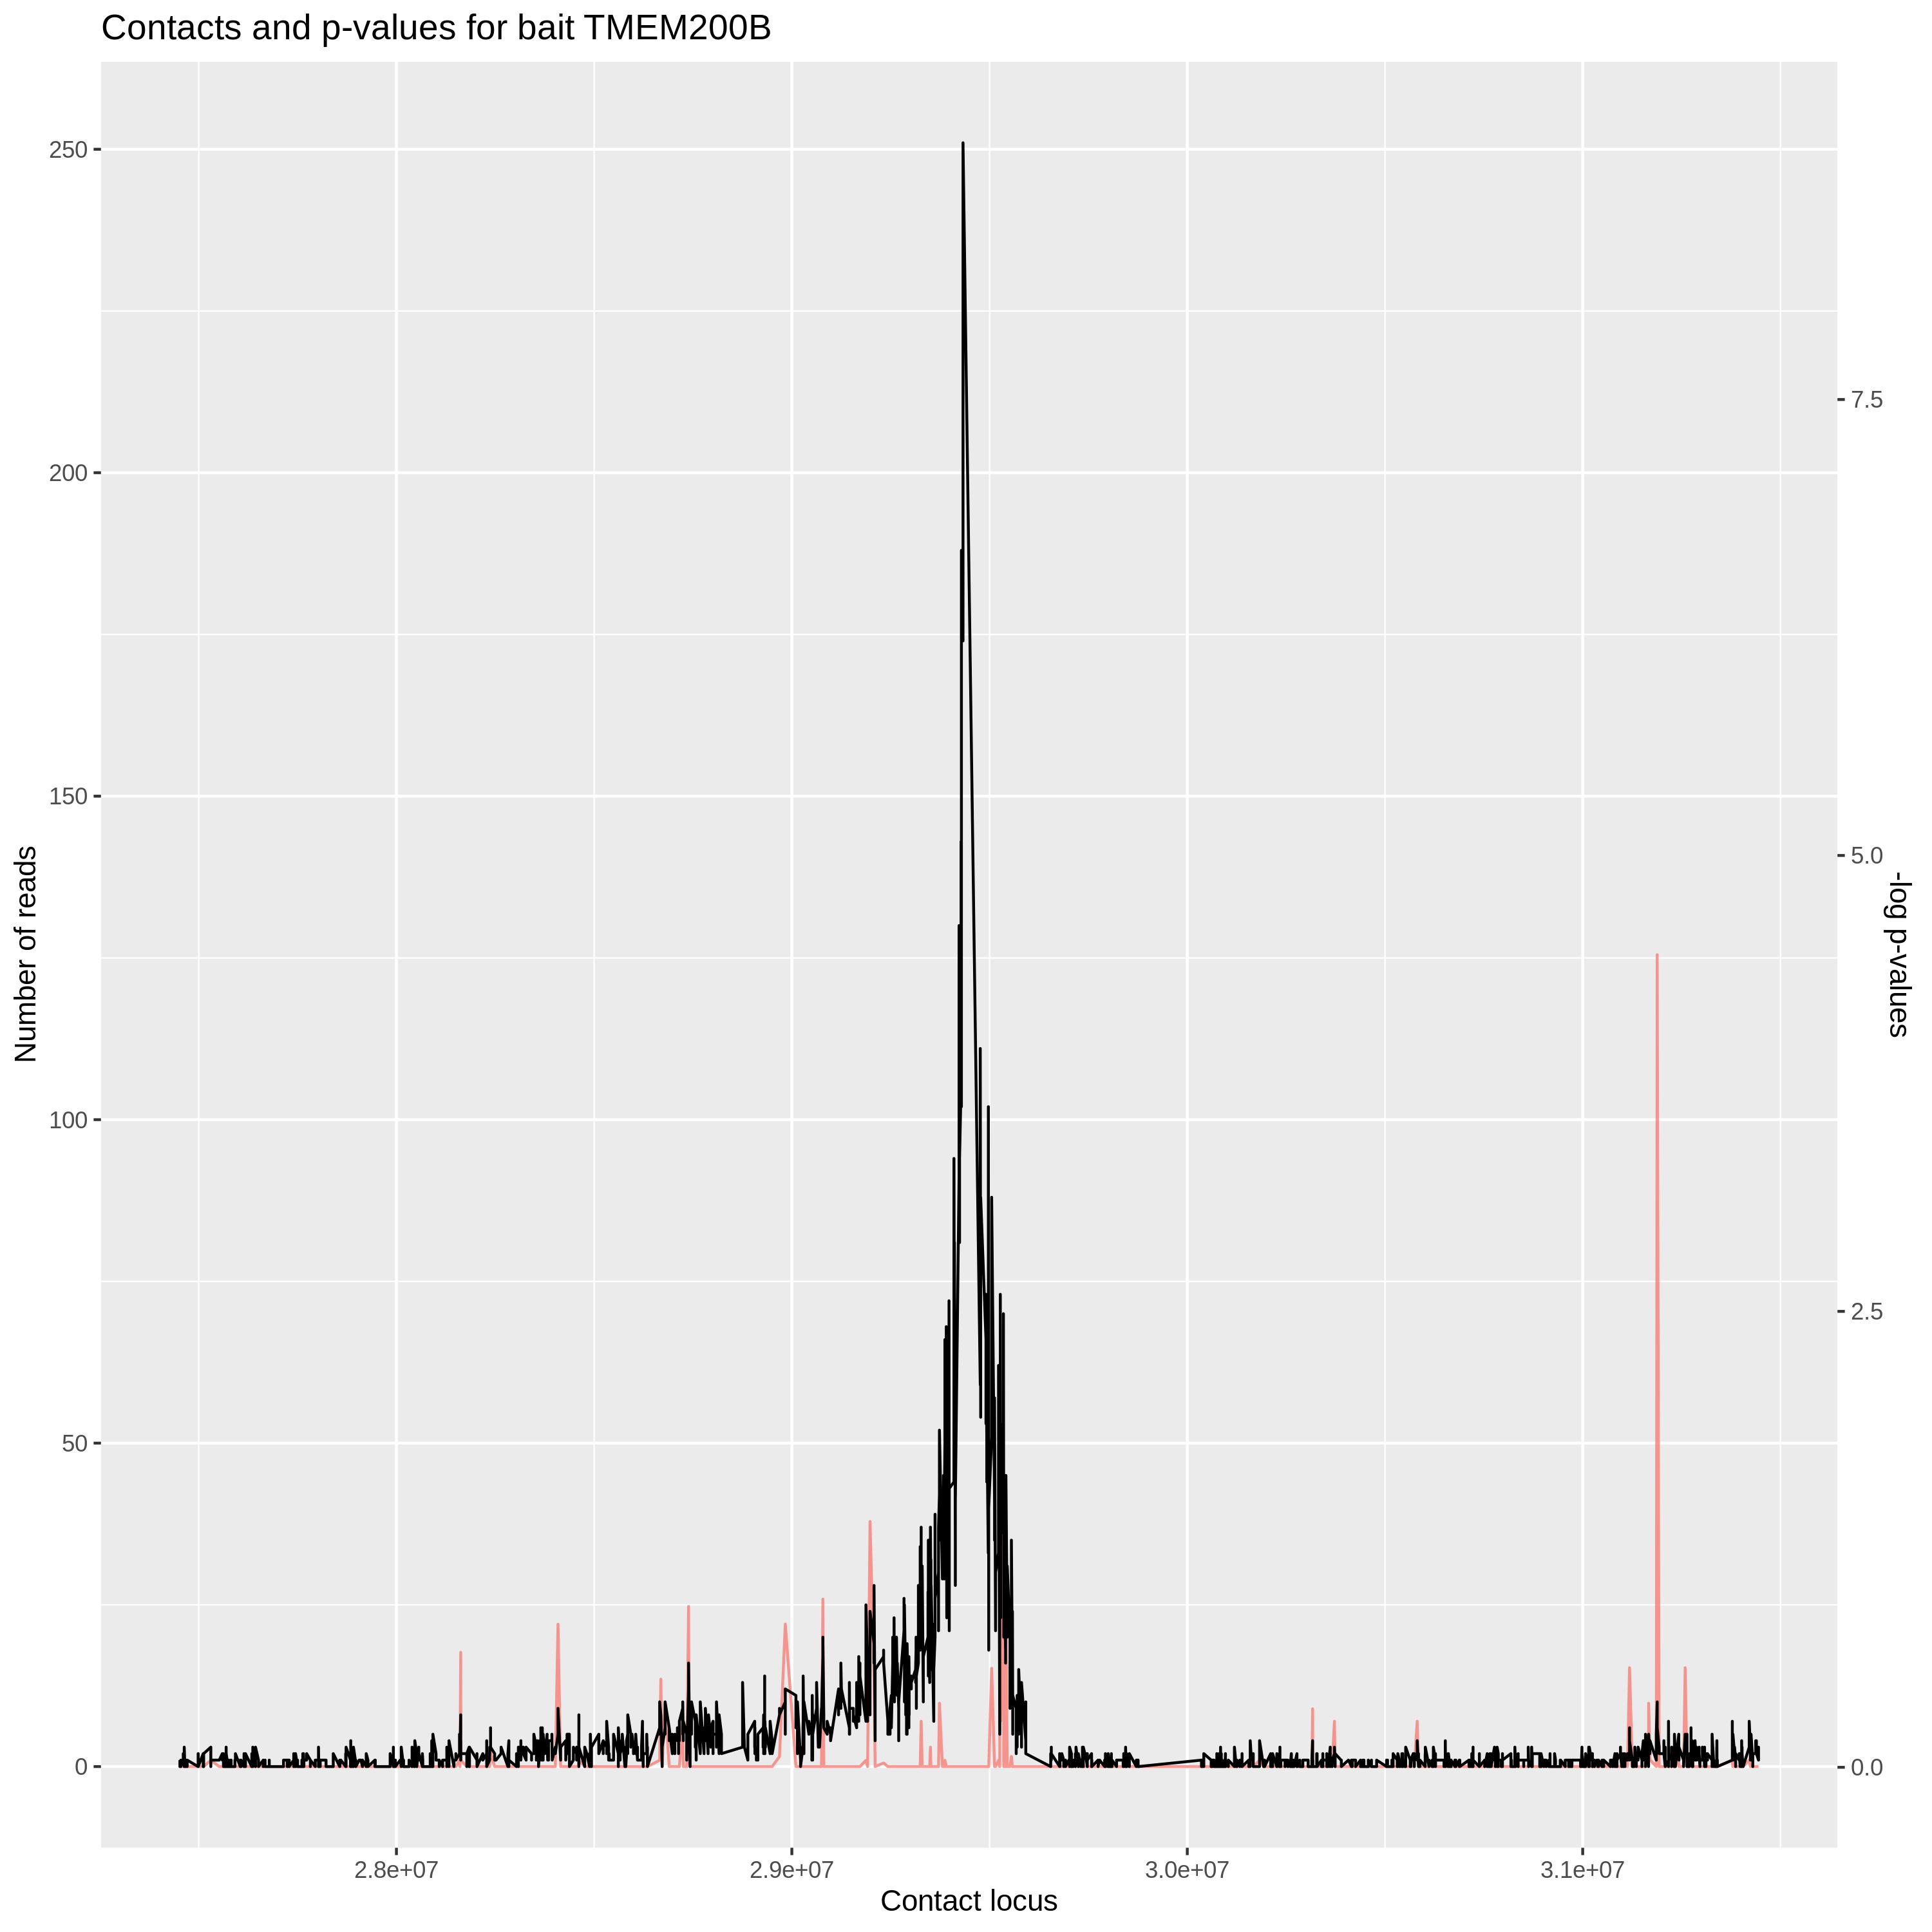 Contacts and p-values for bait TMEM200B
250
200
150
100
50
0
Number of reads
7.5
5.0
2.5
0.0
-log p-values
2.8e+07
2.9e+07
3.0e+07
3.1e+07
Contact locus